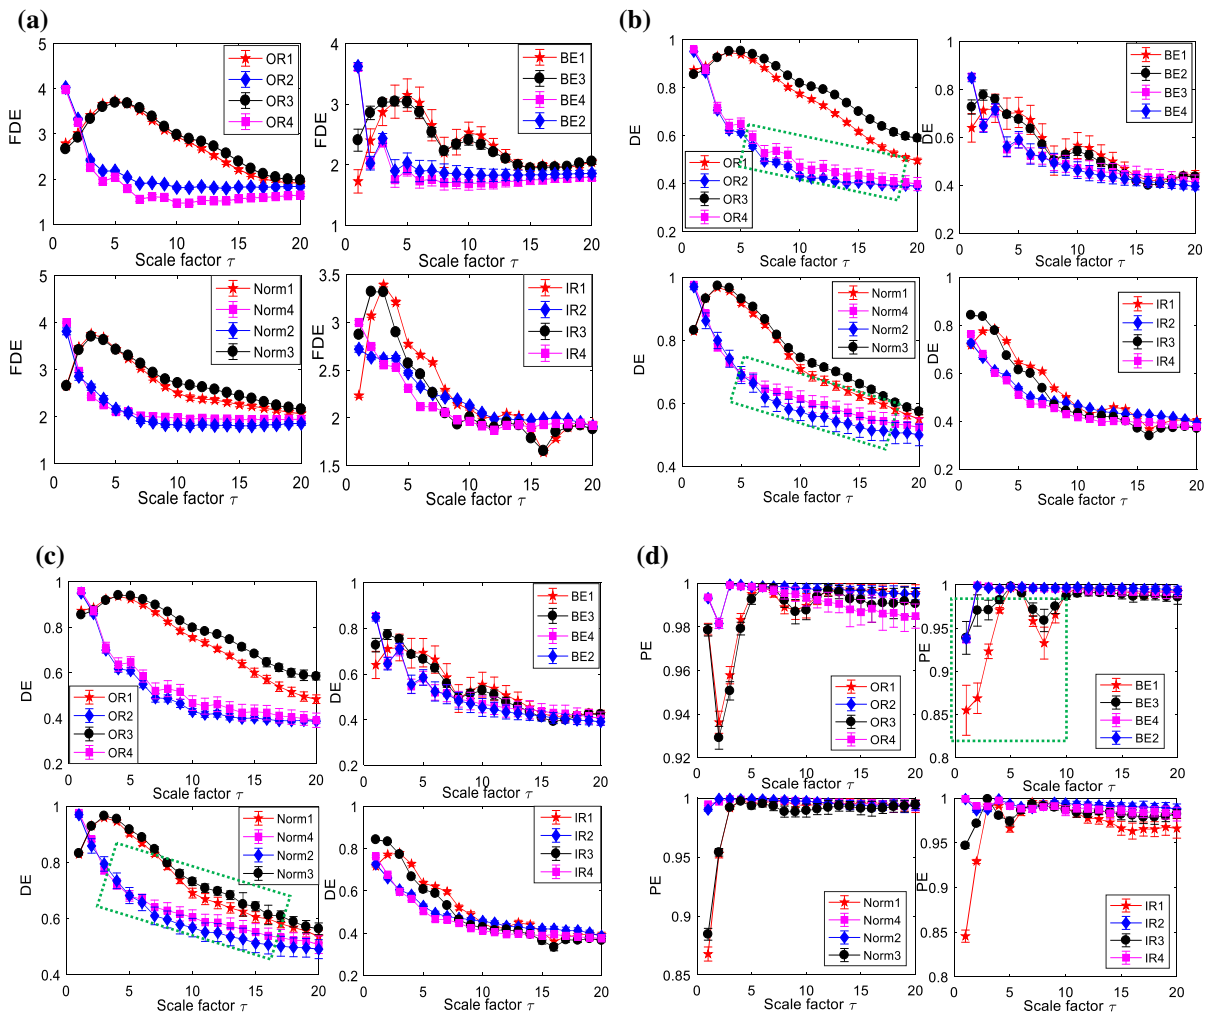 (a)
5
4
3
2
1
FDE
0 5 10 15 20
Scale factor τ
OR1
OR2
OR3
OR4
4
3
2
1
0 5 10 15 20
BE1
BE3
BE4
BE2
5
4
3
2
1
FDE
0 5 10 15 20
Scale factor τ
Norm1
Norm4
Norm2
Norm3
3.5
3.0
2.5
2.0
1.5
FDE
0 5 10 15 20
Scale factor τ
IR1
IR2
IR3
IR4
(b)
1
0.8
0.6
0.4
0.2
DE
0 5 10 15 20
Scale factor τ
OR1
OR2
OR3
OR4
1
0.8
0.6
0.4
0.2
DE
0 5 10 15 20
BE1
BE2
BE3
BE4
1
0.8
0.6
0.4
DE
0 5 10 15 20
Scale factor τ
Norm1
Norm4
Norm2
Norm3
1
0.8
0.6
0.4
0.2
DE
0 5 10 15 20
Scale factor τ
IR1
IR2
IR3
IR4
(c)
1
0.8
0.6
0.4
0.2
DE
0 5 10 15 20
Scale factor τ
OR1
OR2
OR3
OR4
1
0.8
0.6
0.4
0.2
DE
0 5 10 15 20
BE1
BE3
BE4
BE2
1
0.8
0.6
0.4
DE
0 5 10 15 20
Scale factor τ
Norm1
Norm4
Norm2
Norm3
1
0.8
0.6
0.4
0.2
DE
0 5 10 15 20
Scale factor τ
IR1
IR2
IR3
IR4
(d)
1
0.98
0.96
0.94
0.92
PE
0 5 10 15 20
Scale factor τ
OR1
OR2
OR3
OR4
1
0.95
0.9
0.85
0.8
PE
0 5 10 15 20
BE1
BE3
BE4
BE2
1
0.95
0.9
0.85
PE
0 5 10 15 20
Scale factor τ
Norm1
Norm4
Norm2
Norm3
1
0.95
0.9
0.85
0.8
PE
0 5 10 15 20
Scale factor τ
IR1
IR2
IR3
IR4